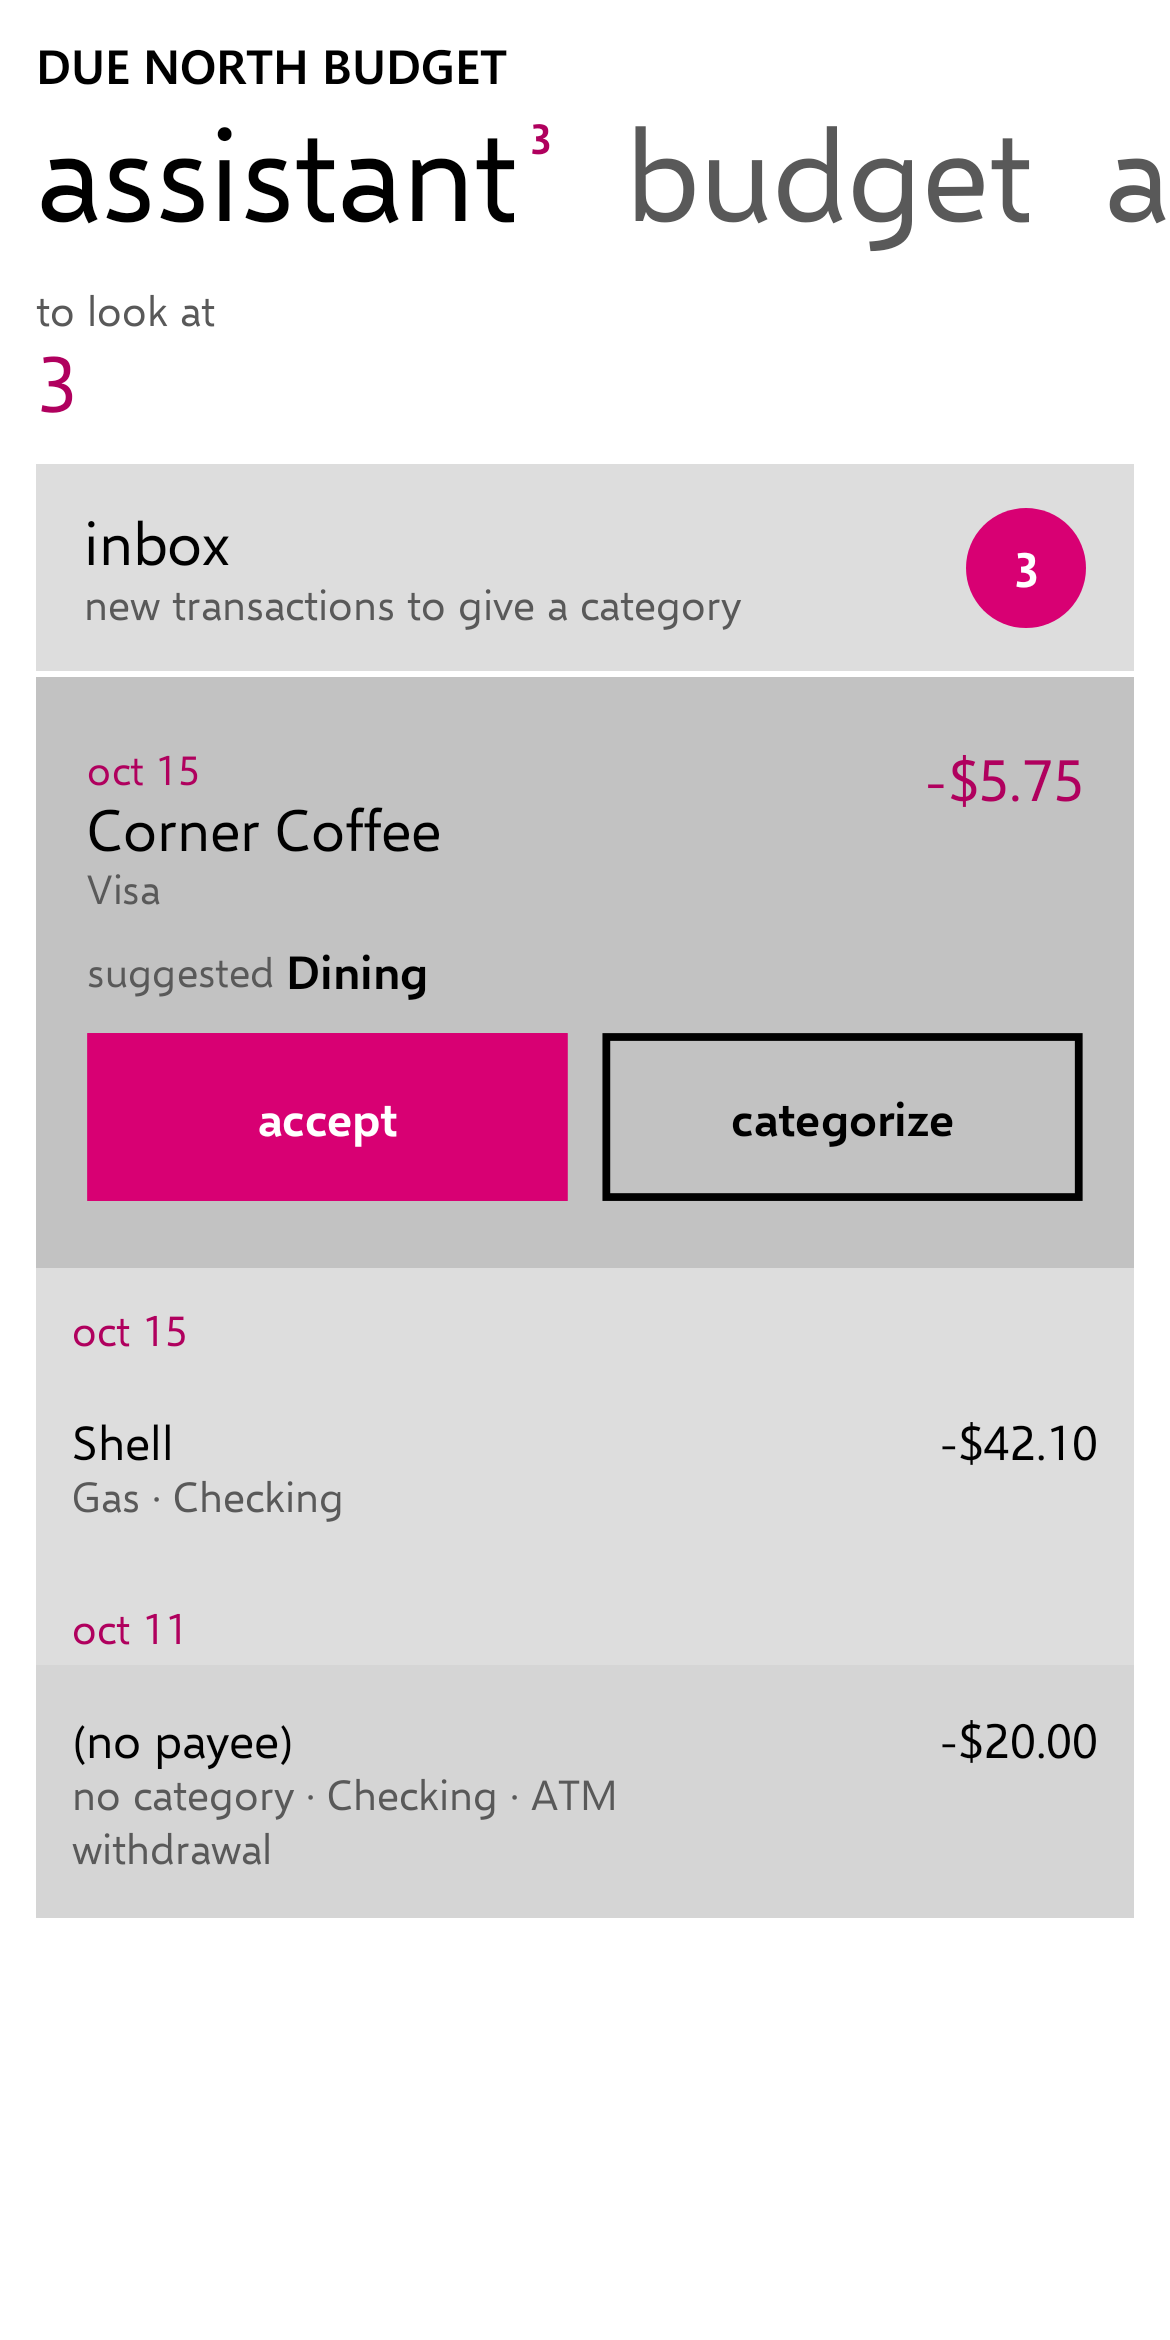 DUE NORTH BUDGET
assistant 3 budget a
to look at
3
inbox
new transactions to give a category
3
oct 15
-$5.75
Corner Coffee
Visa
suggested Dining
accept
categorize
oct 15
Shell
-$42.10
Gas · Checking
oct 11
(no payee)
-$20.00
no category · Checking · ATM
withdrawal